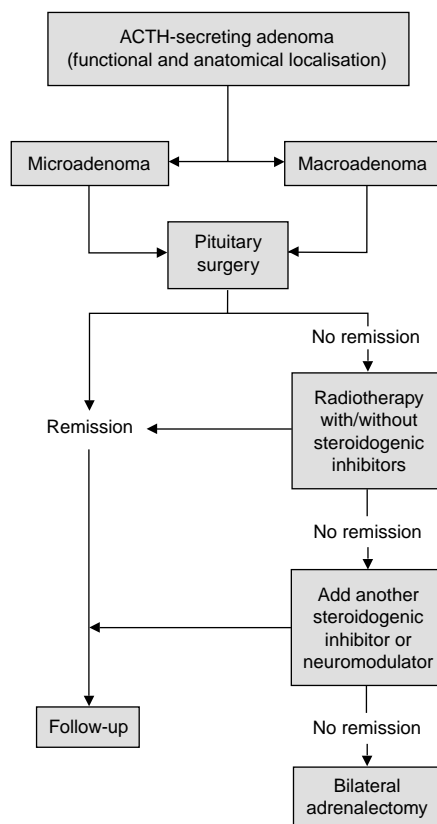 ACTH-secreting adenoma
(functional and anatomical localisation)
Microadenoma
Macroadenoma
Pituitary
surgery
No remission
Remission
Radiotherapy
with/without
steroidogenic
inhibitors
No remission
Add another
steroidogenic
inhibitor or
neuromodulator
Follow-up
No remission
Bilateral
adrenalectomy